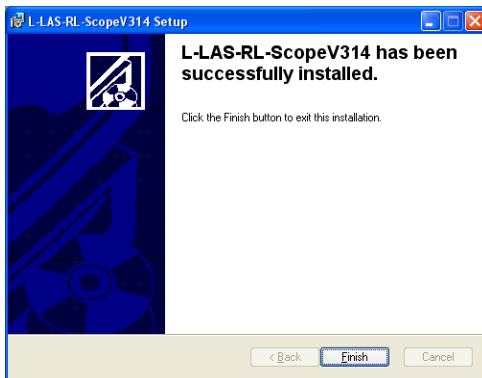 L-LAS-RL-ScopeV314 Setup
L-LAS-RL-ScopeV314 has been
successfully installed.
Click the Finish button to exit this installation.
< Back
Finish
Cancel